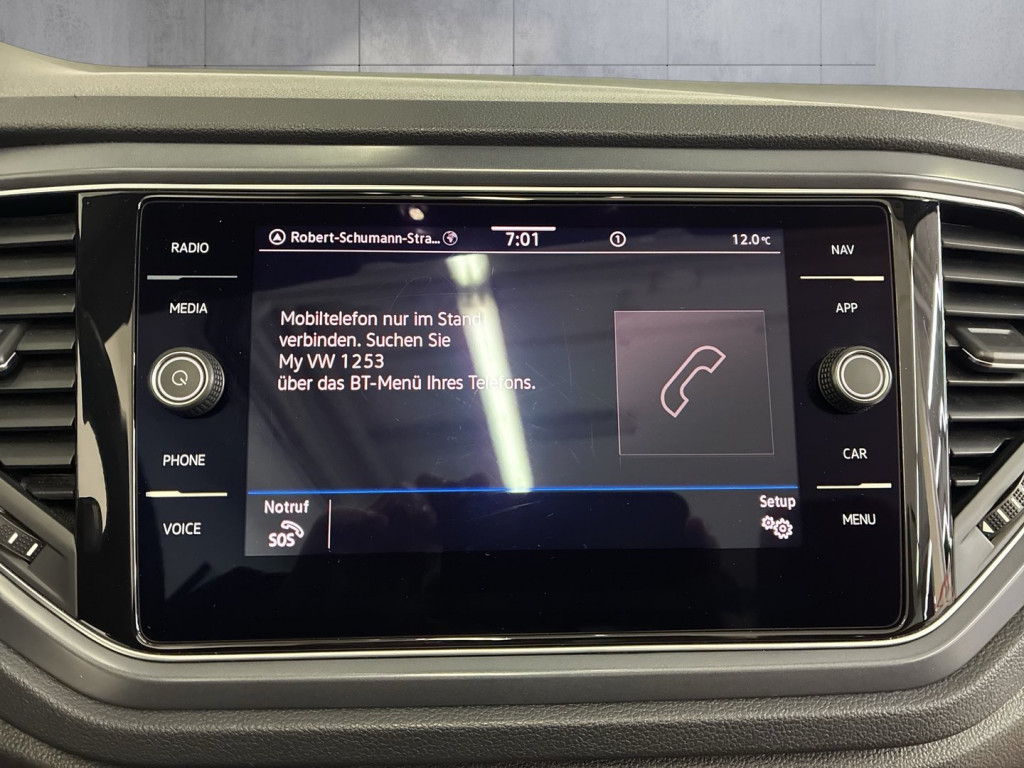 RADIO
MEDIA
PHONE
VOICE
Robert-Schumann-Stra... 7:01 1 12.0°C
Mobiltelefon nur im Stand
verbinden. Suchen Sie
My VW 1253
über das BT-Menü Ihres Telefons.
Notruf
SOS
Setup
NAV
APP
CAR
MENU